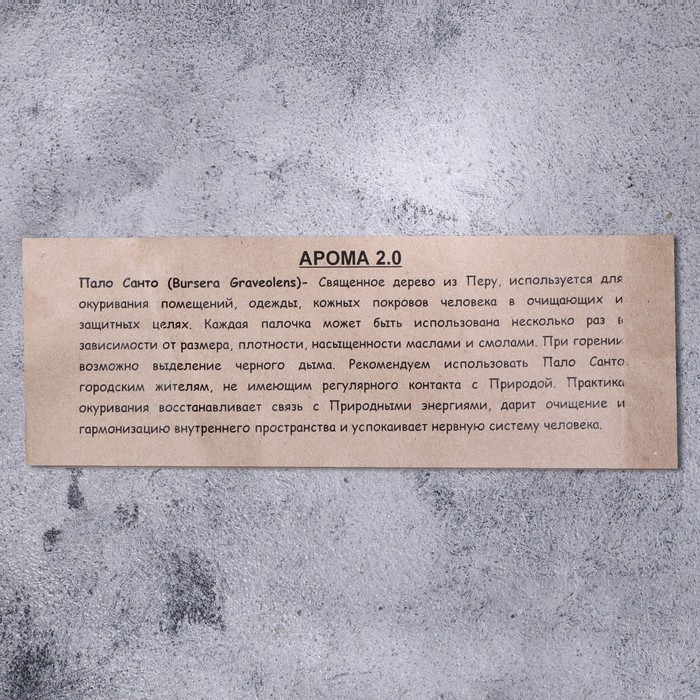 АРОМА 2.0
Пало Санто (Bursera Graveolens)- Священное дерево из Перу, используется для
окуривания помещений, одежды, кожных покровов человека в очищающих и
защитных целях. Каждая палочка может быть использована несколько раз в
зависимости от размера, плотности, насыщенности маслами и смолами. При горении
возможно выделение черного дыма. Рекомендуем использовать Пало Санто
городским жителям, не имеющим регулярного контакта с Природой. Практика
окуривания восстанавливает связь с Природными энергиями, дарит очищение и
гармонизацию внутреннего пространства и успокаивает нервную систему человека.